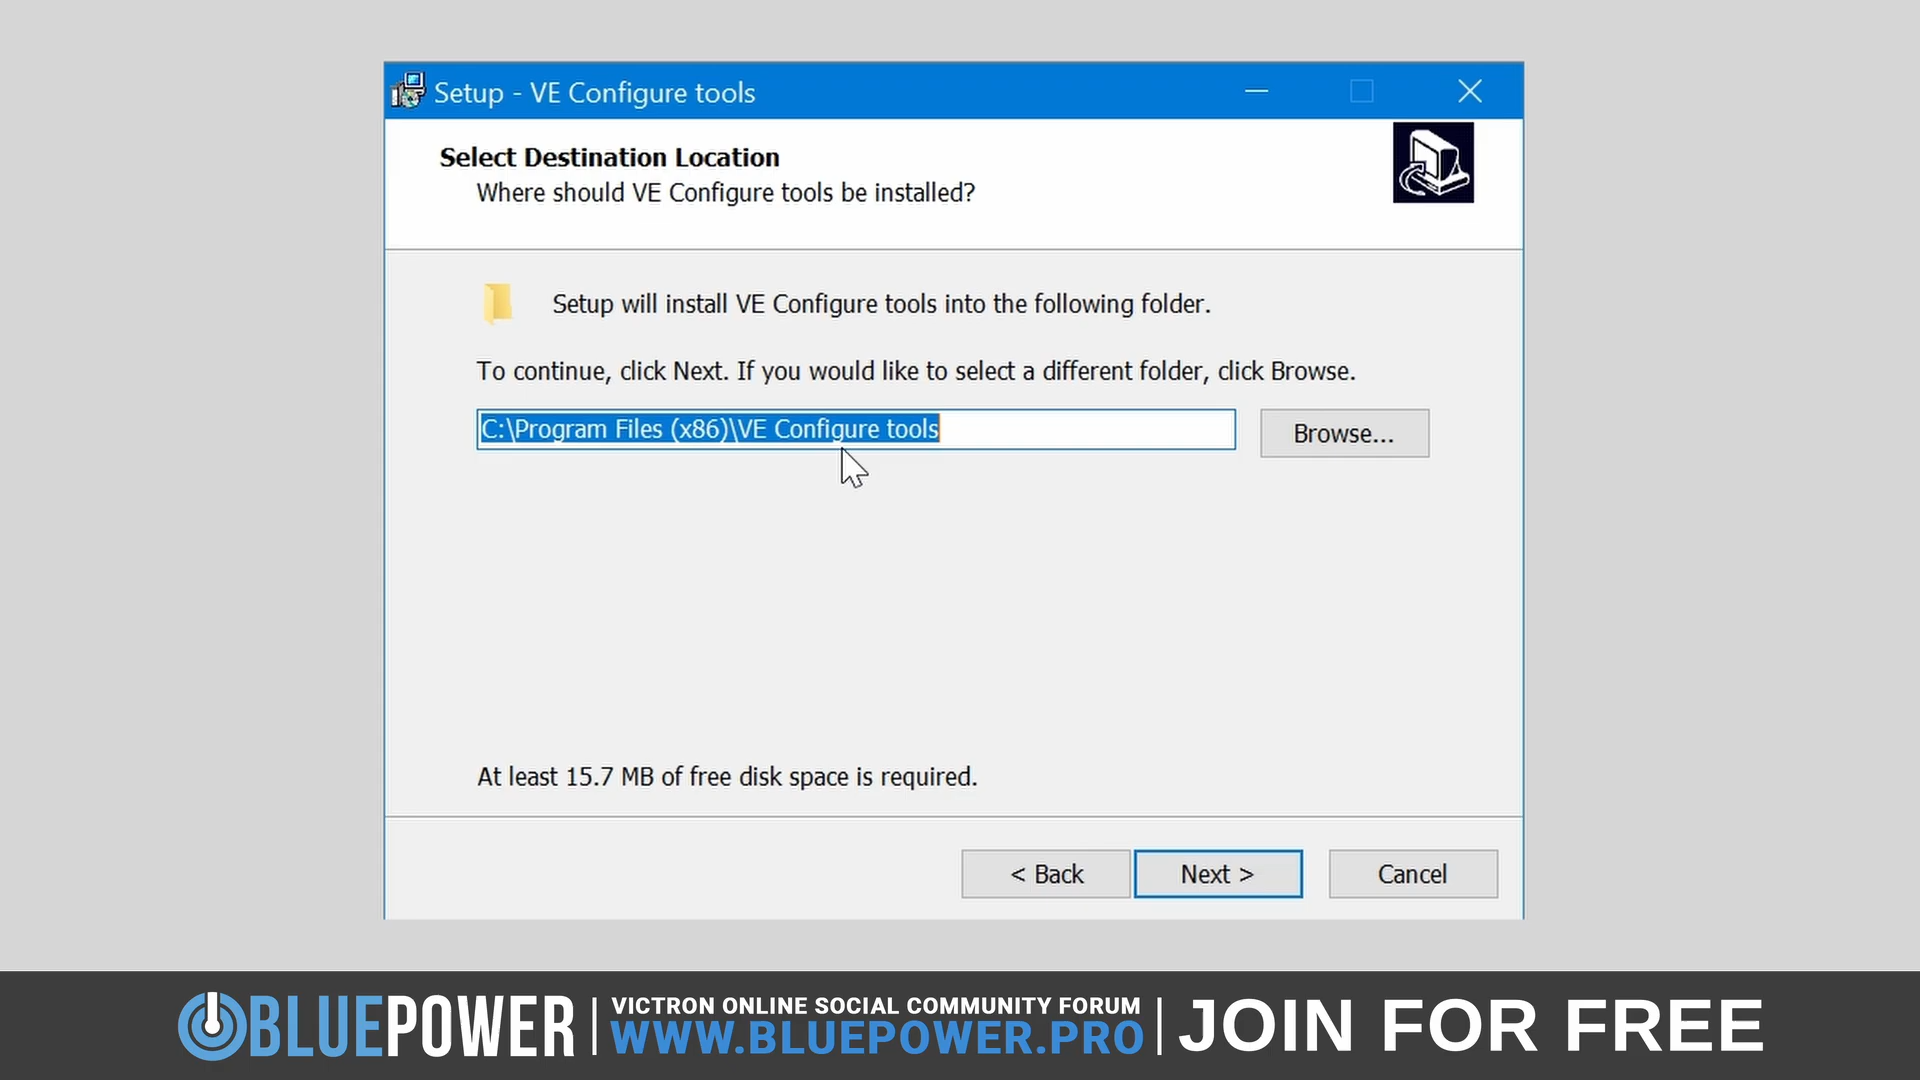 Setup - VE Configure tools
Select Destination Location
Where should VE Configure tools be installed?
Setup will install VE Configure tools into the following folder.
To continue, click Next. If you would like to select a different folder, click Browse.
C:\Program Files (x86)\VE Configure tools
Browse...
At least 15.7 MB of free disk space is required.
< Back
Next >
Cancel
BLUEPOWER
VICTRON ONLINE SOCIAL COMMUNITY FORUM
WWW.BLUEPOWER.PRO
JOIN FOR FREE